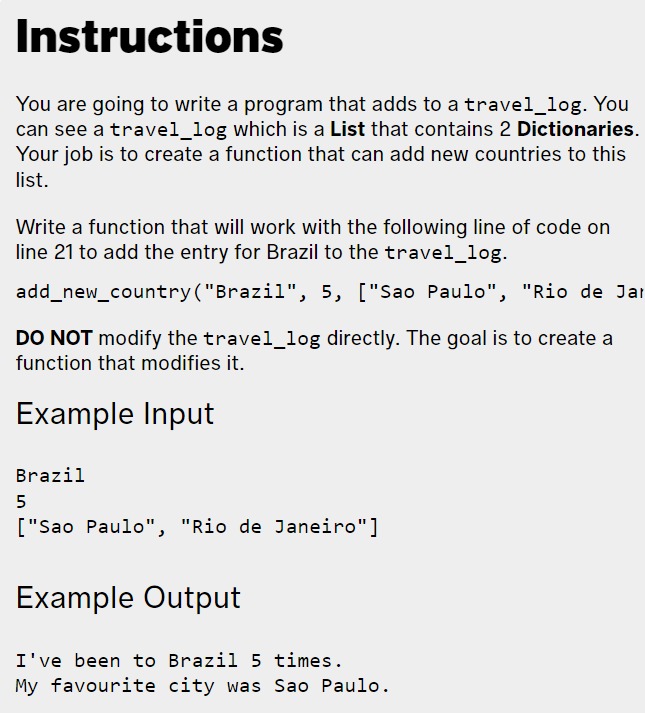 Instructions
You are going to write a program that adds to a travel_log. You
can see a travel_log which is a List that contains 2 Dictionaries.
Your job is to create a function that can add new countries to this
list.
Write a function that will work with the following line of code on
line 21 to add the entry for Brazil to the travel_log.
add_new_country("Brazil", 5, ["Sao Paulo", "Rio de Jan
DO NOT modify the travel_log directly. The goal is to create a
function that modifies it.
Example Input
Brazil
5
["Sao Paulo", "Rio de Janeiro"]
Example Output
I've been to Brazil 5 times.
My favourite city was Sao Paulo.